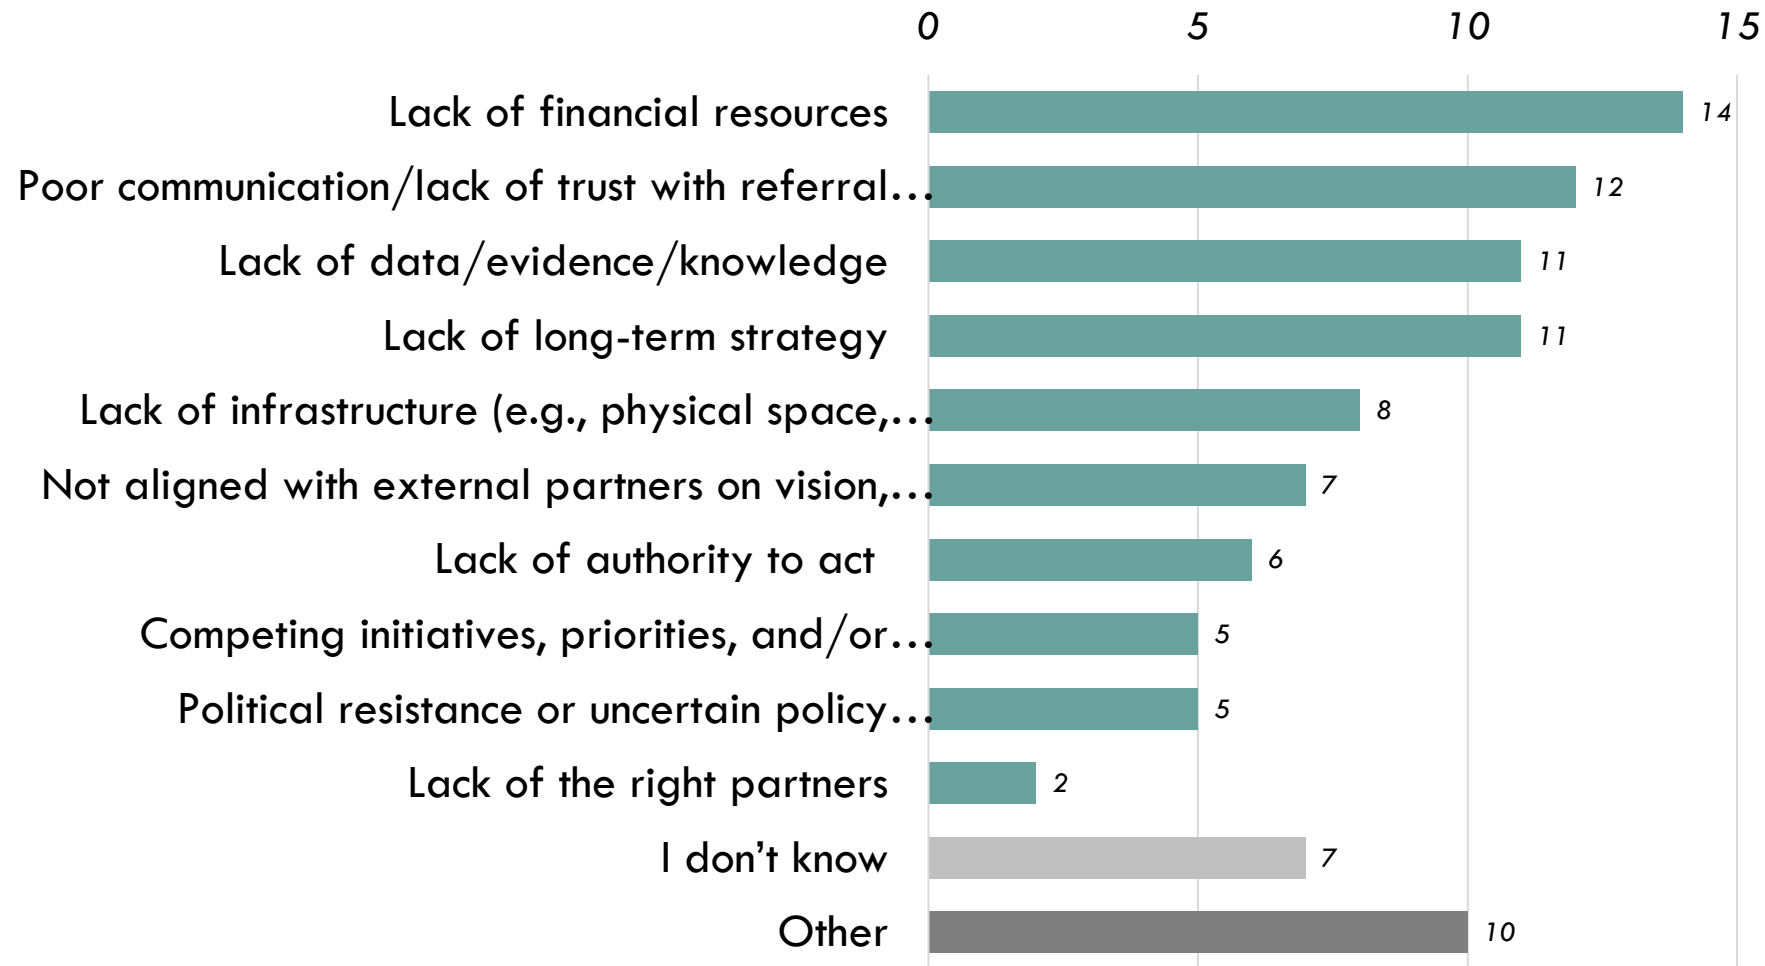 0 5 10 15
Lack of financial resources 14
Poor communication/lack of trust with referral… 12
Lack of data/evidence/knowledge 11
Lack of long-term strategy 11
Lack of infrastructure (e.g., physical space,… 8
Not aligned with external partners on vision,… 7
Lack of authority to act 6
Competing initiatives, priorities, and/or… 5
Political resistance or uncertain policy… 5
Lack of the right partners 2
I don’t know 7
Other 10